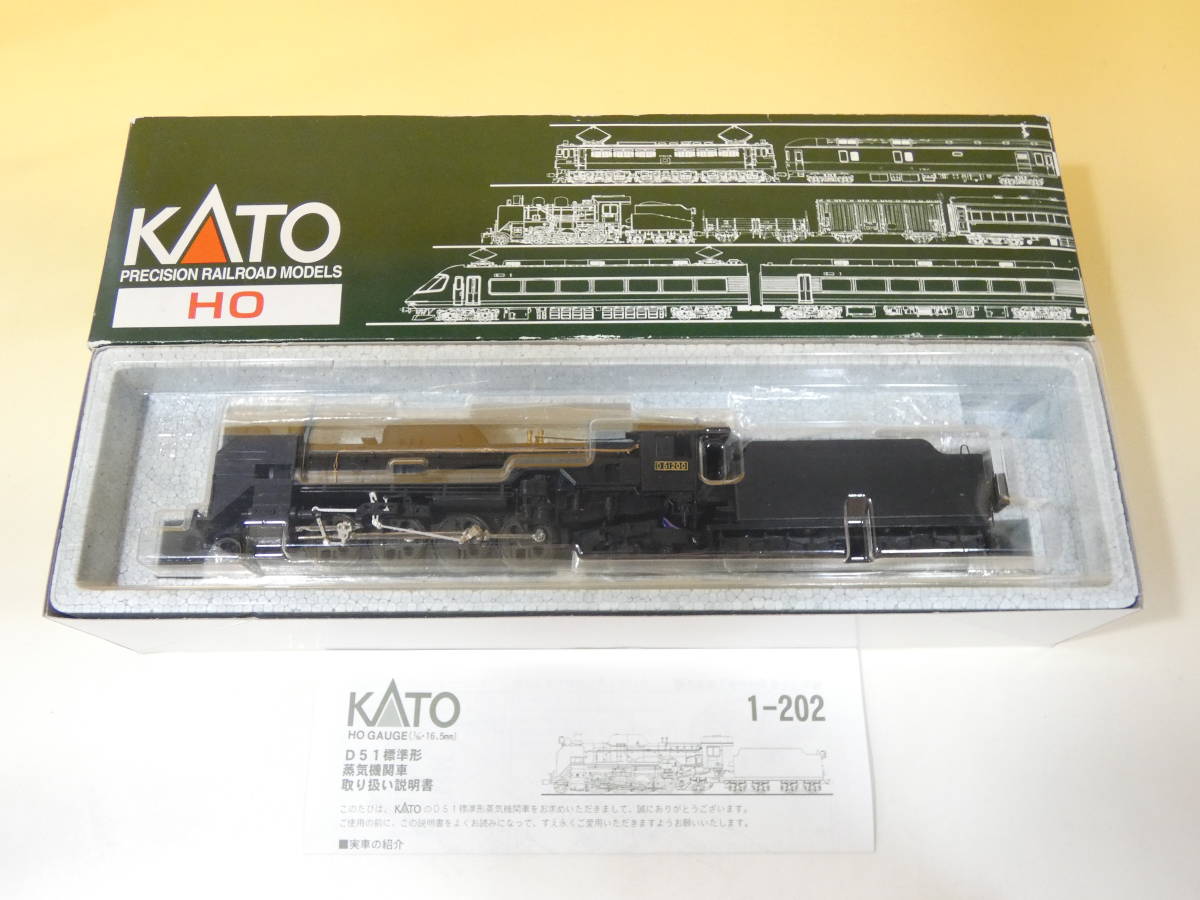 KATO
PRECISION RAILROAD MODELS
HO
D51200
KATO
1-202
HO GAUGE(1/80・16.5mm)
D51標準形
蒸気機関車
取り扱い説明書
このたびは、KATOのD51標準形蒸気機関車をお求めいただきまして、誠にありがとうございます。
ご使用の前に、この説明書をよくお読みになって、すえ永くご愛用いただきますようお願いいたします。
■実車の紹介